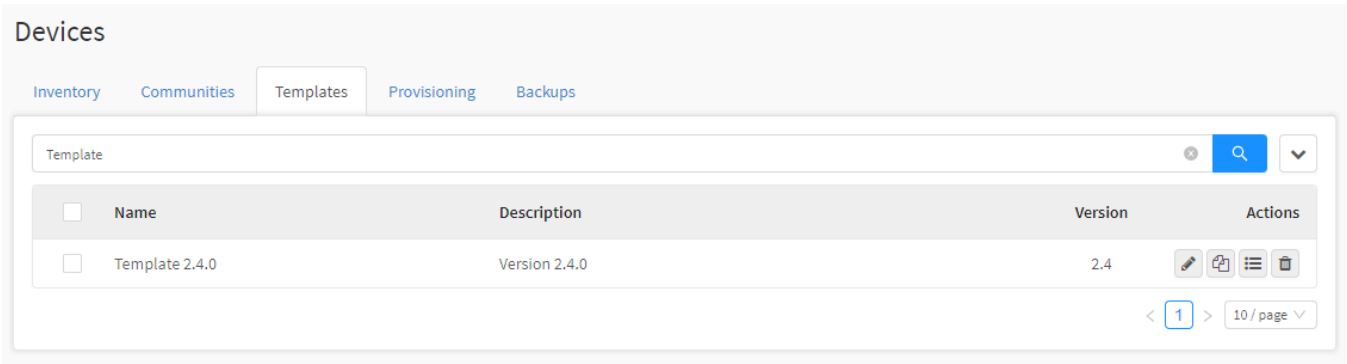 Devices
Inventory Communities Templates Provisioning Backups
Template
Name Description Version Actions
Template 2.4.0 Version 2.4.0 2.4
< 1 > 10 / page